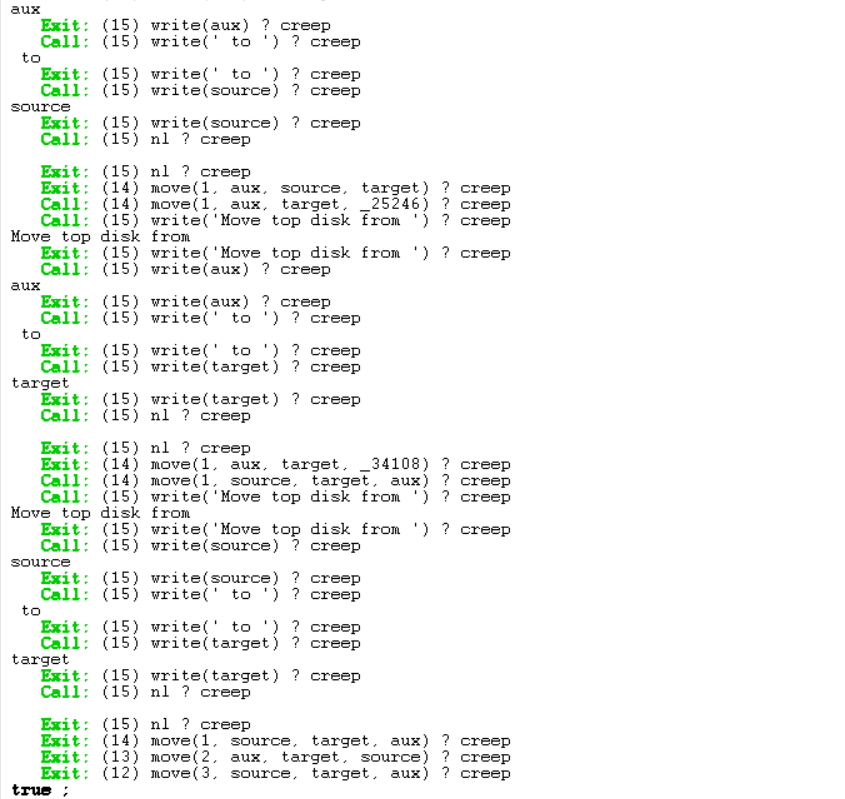 aux
Exit: (15) write(aux) ? creep
Call: (15) write(' to ') ? creep
to
Exit: (15) write(' to ') ? creep
Call: (15) write(source) ? creep
source
Exit: (15) write(source) ? creep
Call: (15) nl ? creep
Exit: (15) nl ? creep
Exit: (14) move(1, aux, source, target) ? creep
Call: (14) move(1, aux, target, _25246) ? creep
Call: (15) write('Move top disk from ') ? creep
Move top disk from
Exit: (15) write('Move top disk from ') ? creep
Call: (15) write(aux) ? creep
aux
Exit: (15) write(aux) ? creep
Call: (15) write(' to ') ? creep
to
Exit: (15) write(' to ') ? creep
Call: (15) write(target) ? creep
target
Exit: (15) write(target) ? creep
Call: (15) nl ? creep
Exit: (15) nl ? creep
Exit: (14) move(1, aux, target, _34108) ? creep
Call: (14) move(1, source, target, aux) ? creep
Call: (15) write('Move top disk from ') ? creep
Move top disk from
Exit: (15) write('Move top disk from ') ? creep
Call: (15) write(source) ? creep
source
Exit: (15) write(source) ? creep
Call: (15) write(' to ') ? creep
to
Exit: (15) write(' to ') ? creep
Call: (15) write(target) ? creep
target
Exit: (15) write(target) ? creep
Call: (15) nl ? creep
Exit: (15) nl ? creep
Exit: (14) move(1, source, target, aux) ? creep
Exit: (13) move(2, aux, target, source) ? creep
Exit: (12) move(3, source, target, aux) ? creep
true ;